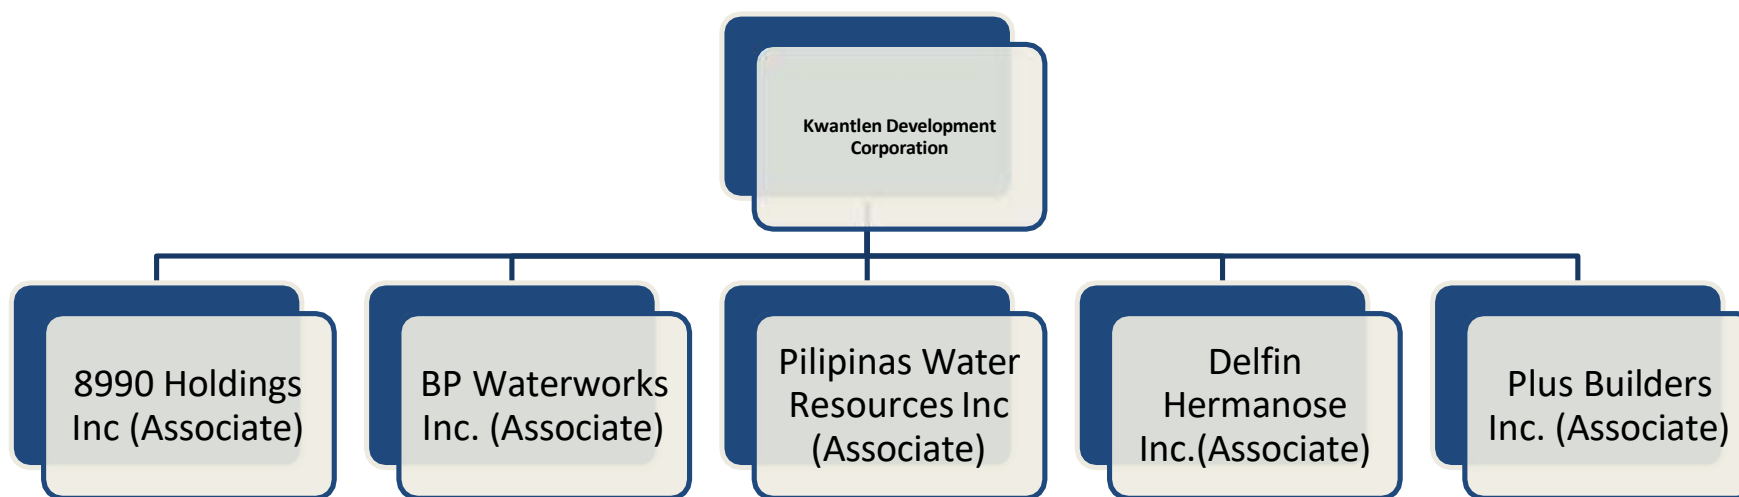 Kwantlen Development
Corporation
8990 Holdings
Inc (Associate)
BP Waterworks
Inc. (Associate)
Pilipinas Water
Resources Inc
(Associate)
Delfin
Hermanose
Inc.(Associate)
Plus Builders
Inc. (Associate)